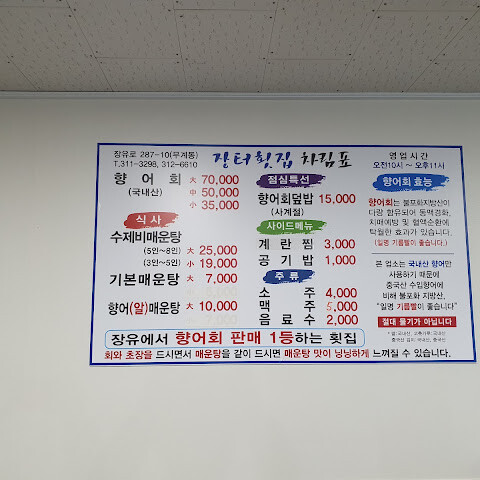 장유로 287-10(무계동)
T.311-3298, 312-6610
장터횟집 차림표
영 업 시 간
오전10시 ~ 오후11시
향 어 회 大 70,000
(국내산) 中 50,000
小 35,000
식 사
수제비매운탕
(5인~8인) 大 25,000
(3인~5인) 小 19,000
기본매운탕 大 7,000
향어(알)매운탕 大 10,000
점심특선
향어회덮밥 15,000
(사계절)
사이드메뉴
계 란 찜 3,000
공 기 밥 1,000
주 류
소 주 4,000
맥 주 5,000
음 료 수 2,000
향어회 효능
향어회는 불포화지방산이
다량 함유되어 동맥경화,
치매예방 및 혈액순환에
탁월한 효과가 있습니다.
(일명 기름쩔이 좋습니다)
본 업소는 국내산 향어만
사용하기 때문에
중국산 수입향어에
비해 불포화 지방산,
"일명 기름쩔이 좋습니다"
절대 물기가 아닙니다
장유에서 향어회 판매 1등하는 횟집
회와 초장을 드시면서 매운탕을 같이 드시면 매운탕 맛이 닝닝하게 느껴질 수 있습니다.